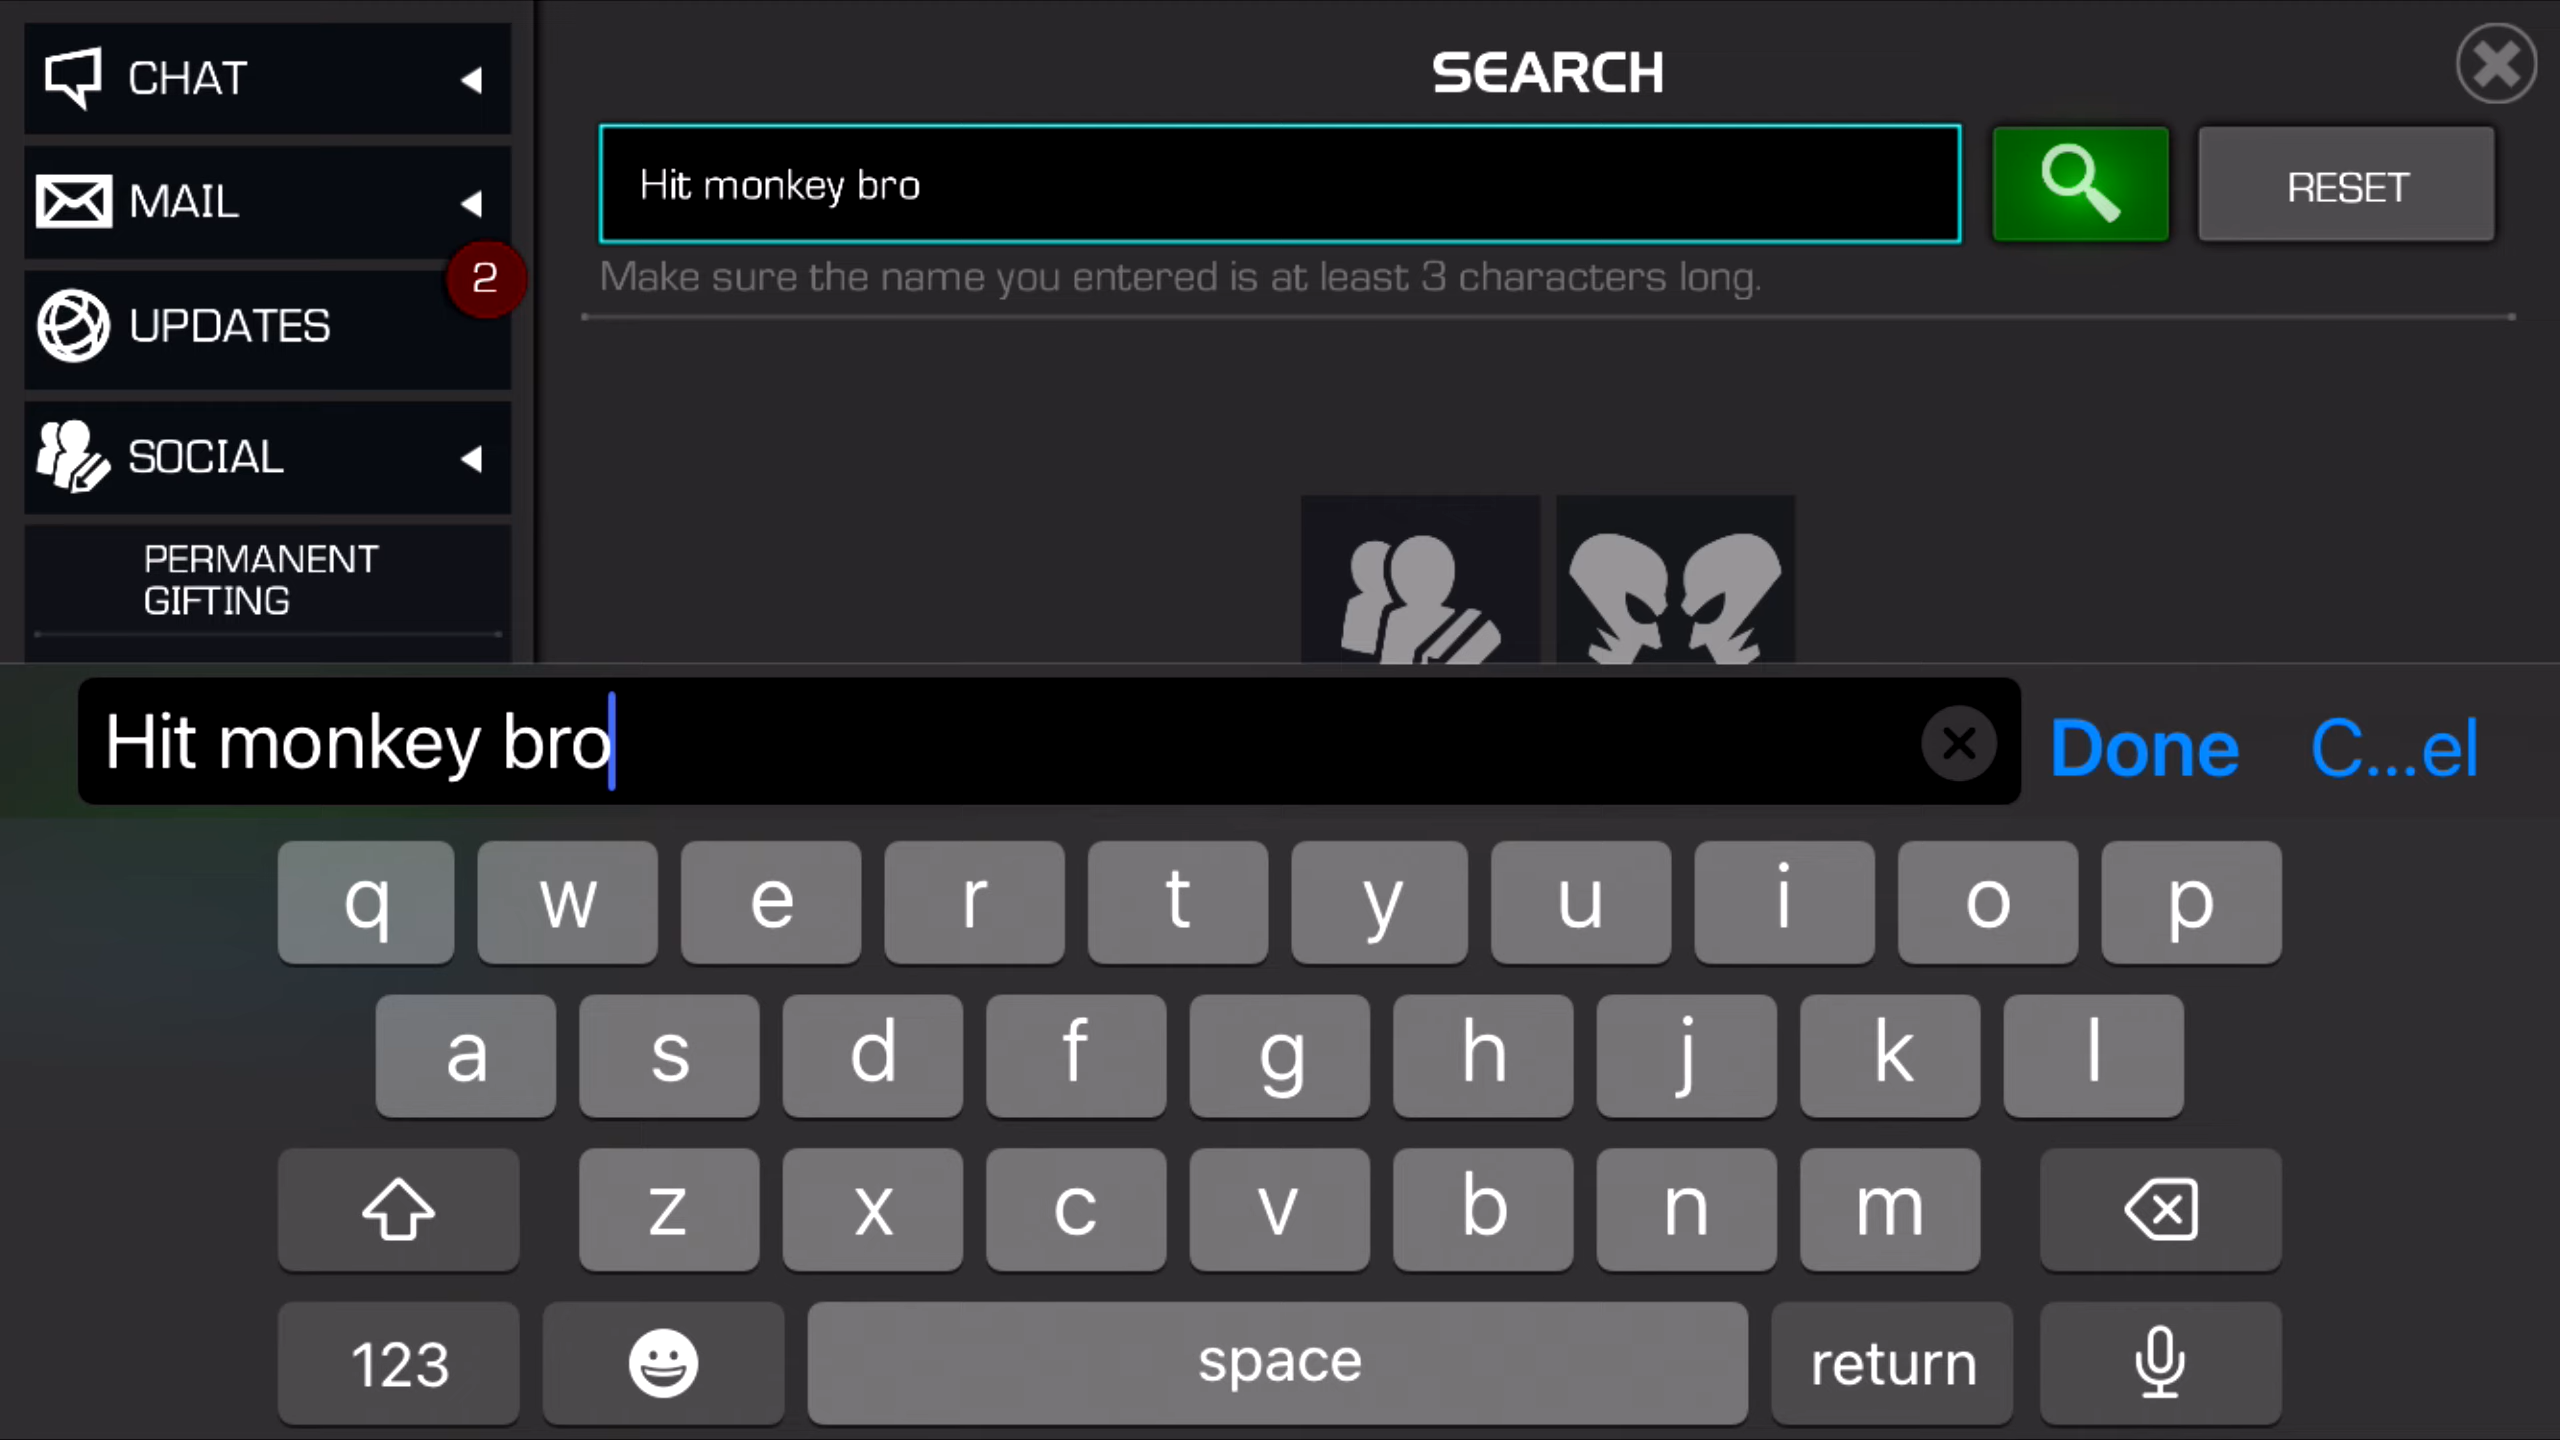 CHAT
MAIL
2
UPDATES
SOCIAL
PERMANENT
GIFTING
SEARCH
Hit monkey bro
RESET
Make sure the name you entered is at least 3 characters long.
Hit monkey bro
Done
C...el
q w e r t y u i o p
a s d f g h j k l
z x c v b n m
123
space
return